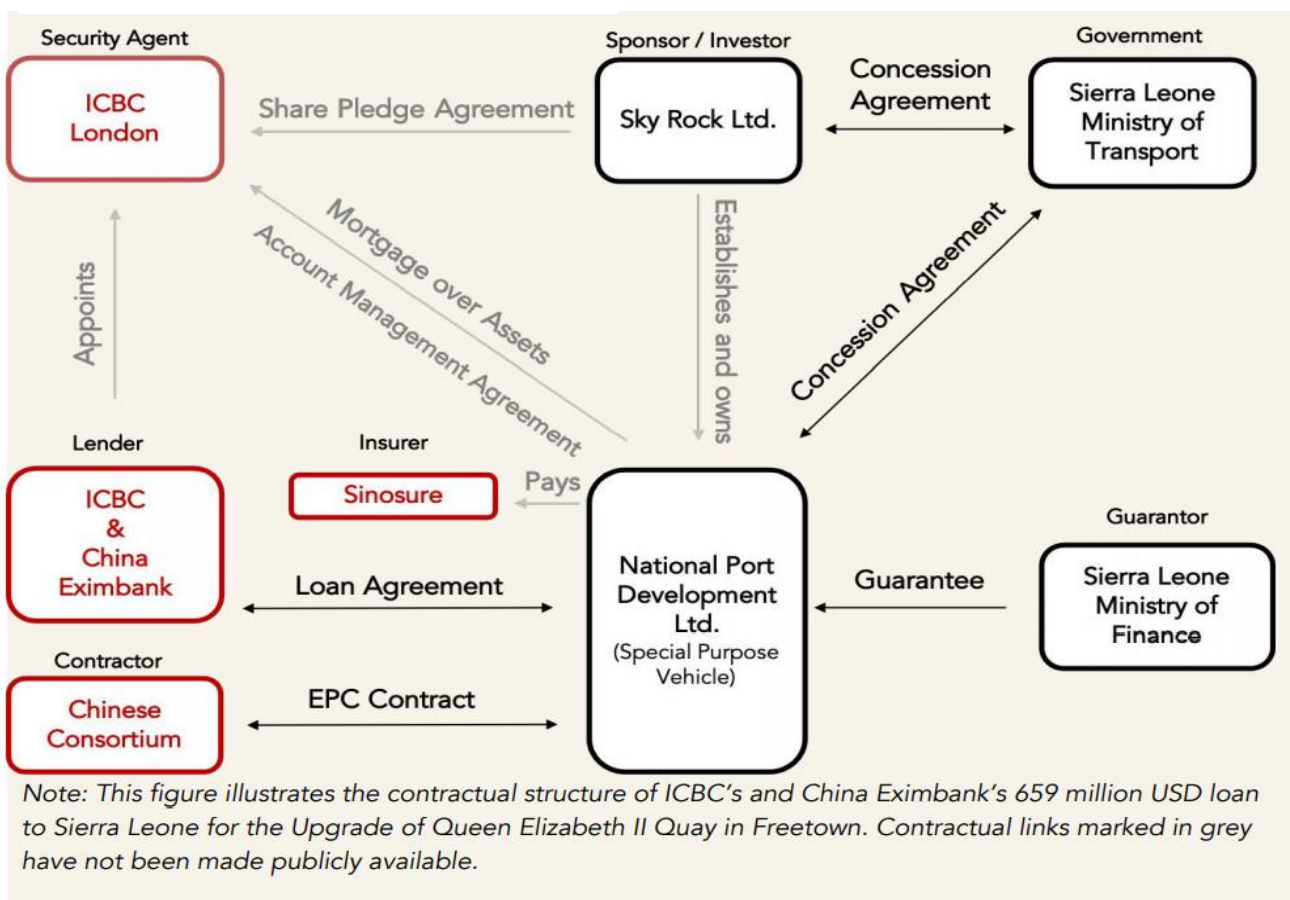 Security Agent
ICBC
London
Share Pledge Agreement
Sponsor / Investor
Sky Rock Ltd.
Concession
Agreement
Government
Sierra Leone
Ministry of
Transport
Appoints
Mortgage over Assets
Account Management Agreement
Establishes and owns
Concession Agreement
Lender
ICBC
&
China
Eximbank
Insurer
Sinosure
Pays
Loan Agreement
National Port
Development
Ltd.
(Special Purpose
Vehicle)
Guarantee
Guarantor
Sierra Leone
Ministry of
Finance
Contractor
Chinese
Consortium
EPC Contract
Note: This figure illustrates the contractual structure of ICBC's and China Eximbank's 659 million USD loan
to Sierra Leone for the Upgrade of Queen Elizabeth II Quay in Freetown. Contractual links marked in grey
have not been made publicly available.